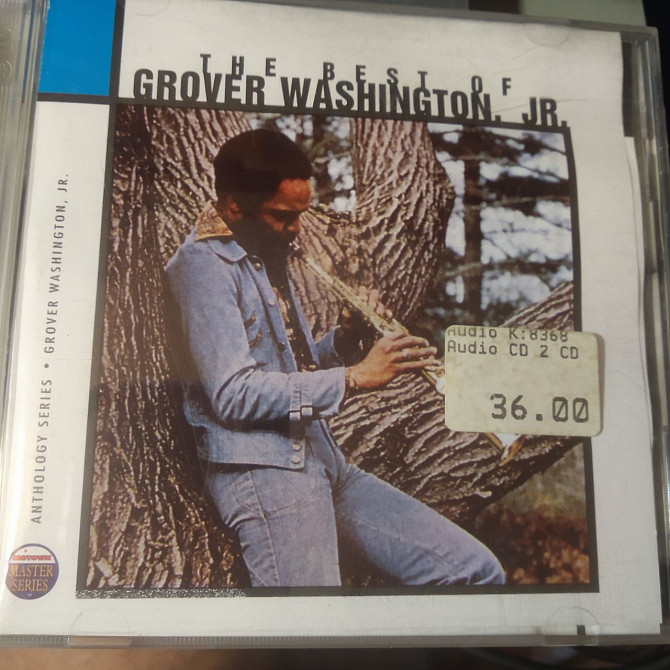 THE BEST OF
GROVER WASHINGTON, JR.
ANTHOLOGY SERIES • GROVER WASHINGTON, JR.
Audio K:8368
Audio CD 2 CD
36.00
MASTER
SERIES